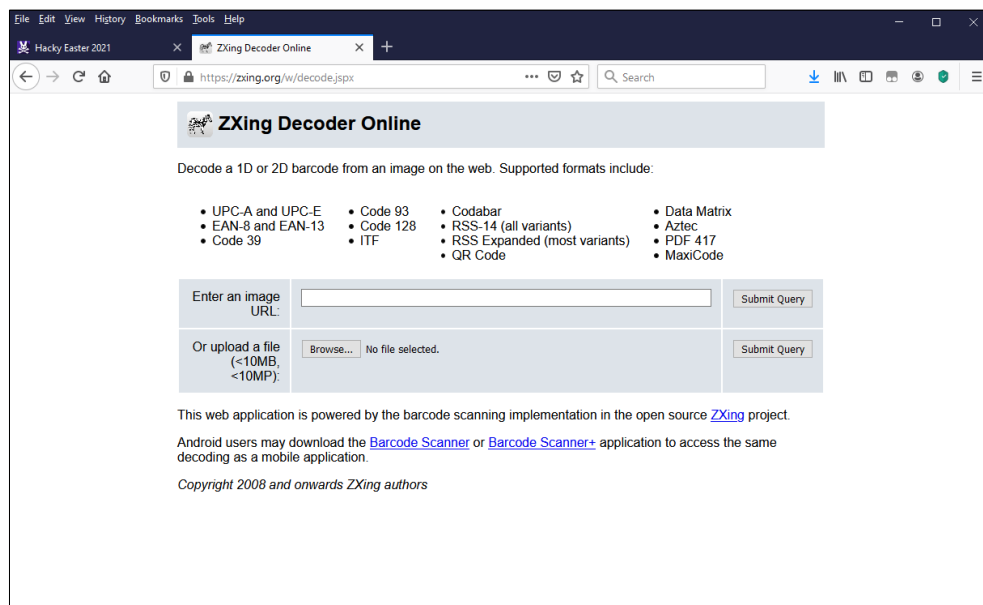 File Edit View History Bookmarks Tools Help
Hacky Easter 2021
ZXing Decoder Online
https://zxing.org/w/decode.jspx
Search
ZXing Decoder Online
Decode a 1D or 2D barcode from an image on the web. Supported formats include:
• UPC-A and UPC-E
• EAN-8 and EAN-13
• Code 39
• Code 93
• Code 128
• ITF
• Codabar
• RSS-14 (all variants)
• RSS Expanded (most variants)
• QR Code
• Data Matrix
• Aztec
• PDF 417
• MaxiCode
Enter an image
URL:
Submit Query
Or upload a file
(<10MB,
<10MP):
Browse... No file selected.
Submit Query
This web application is powered by the barcode scanning implementation in the open source ZXing project.
Android users may download the Barcode Scanner or Barcode Scanner+ application to access the same
decoding as a mobile application.
Copyright 2008 and onwards ZXing authors